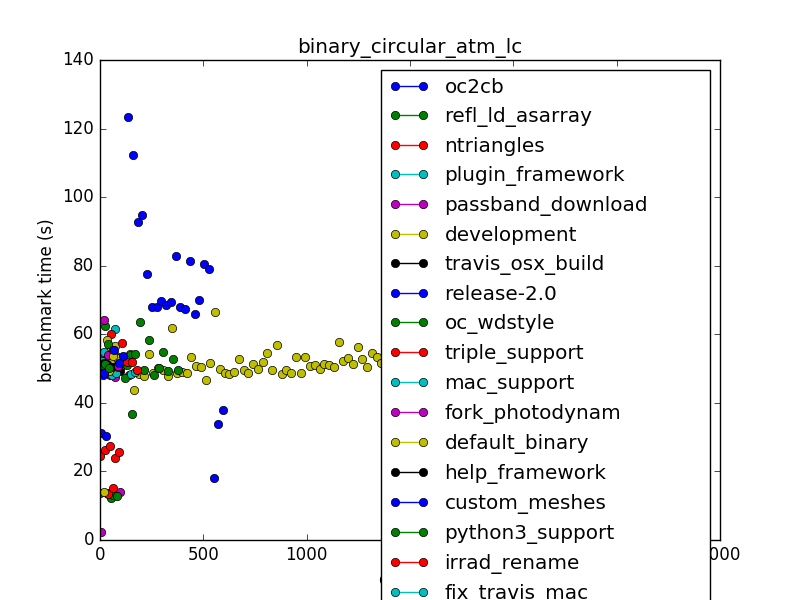 binary_circular_atm_lc
benchmark time (s)
140
120
100
80
60
40
20
0
0 500 1000
oc2cb
refl_ld_asarray
ntriangles
plugin_framework
passband_download
development
travis_osx_build
release-2.0
oc_wdstyle
triple_support
mac_support
fork_photodynam
default_binary
help_framework
custom_meshes
python3_support
irrad_rename
fix_travis_mac